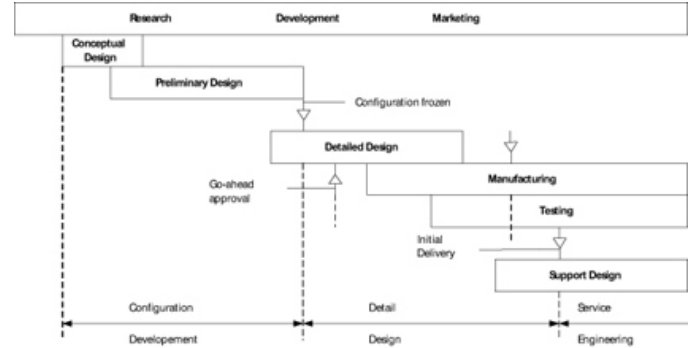 Research Development Marketing
Conceptual
Design
Preliminary Design
Configuration frozen
Detailed Design
Go-ahead
approval
Manufacturing
Testing
Initial
Delivery
Support Design
Configuration Detail Service
Developement Design Engineering